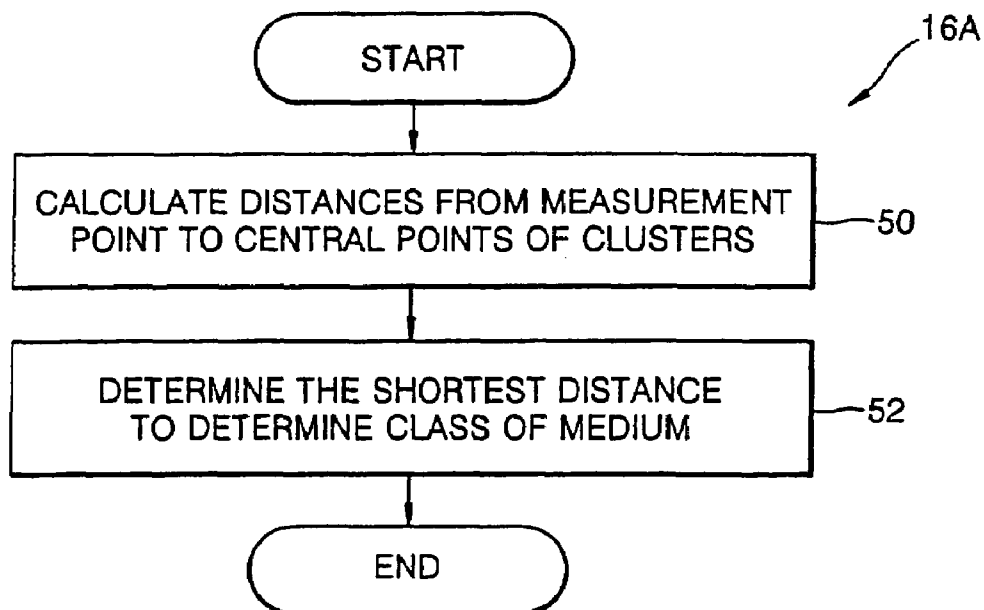 16A
START
CALCULATE DISTANCES FROM MEASUREMENT
POINT TO CENTRAL POINTS OF CLUSTERS
50
DETERMINE THE SHORTEST DISTANCE
TO DETERMINE CLASS OF MEDIUM
52
END